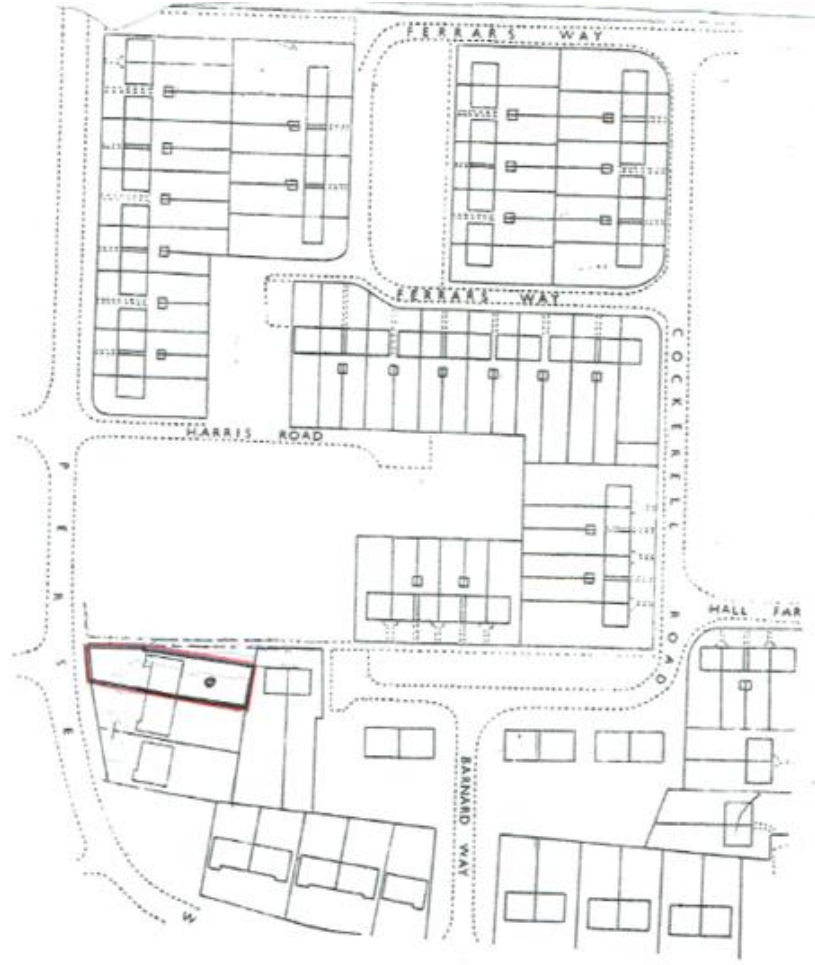 FERRARS WAY
FERRARS WAY
COCKERELL ROAD
HARRIS ROAD
PERSE W
HALL FAR
BARNARD WAY